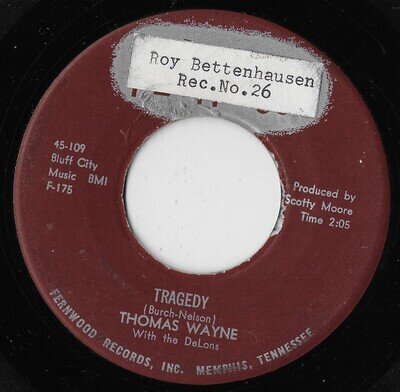 Roy Bettenhausen
Rec.No.26
45-109
Bluff City
Music BMI
F-175
Produced by
Scotty Moore
Time 2:05
TRAGEDY
(Burch-Nelson)
THOMAS WAYNE
With the DeLons
FERNWOOD RECORDS, INC. MEMPHIS, TENNESSEE